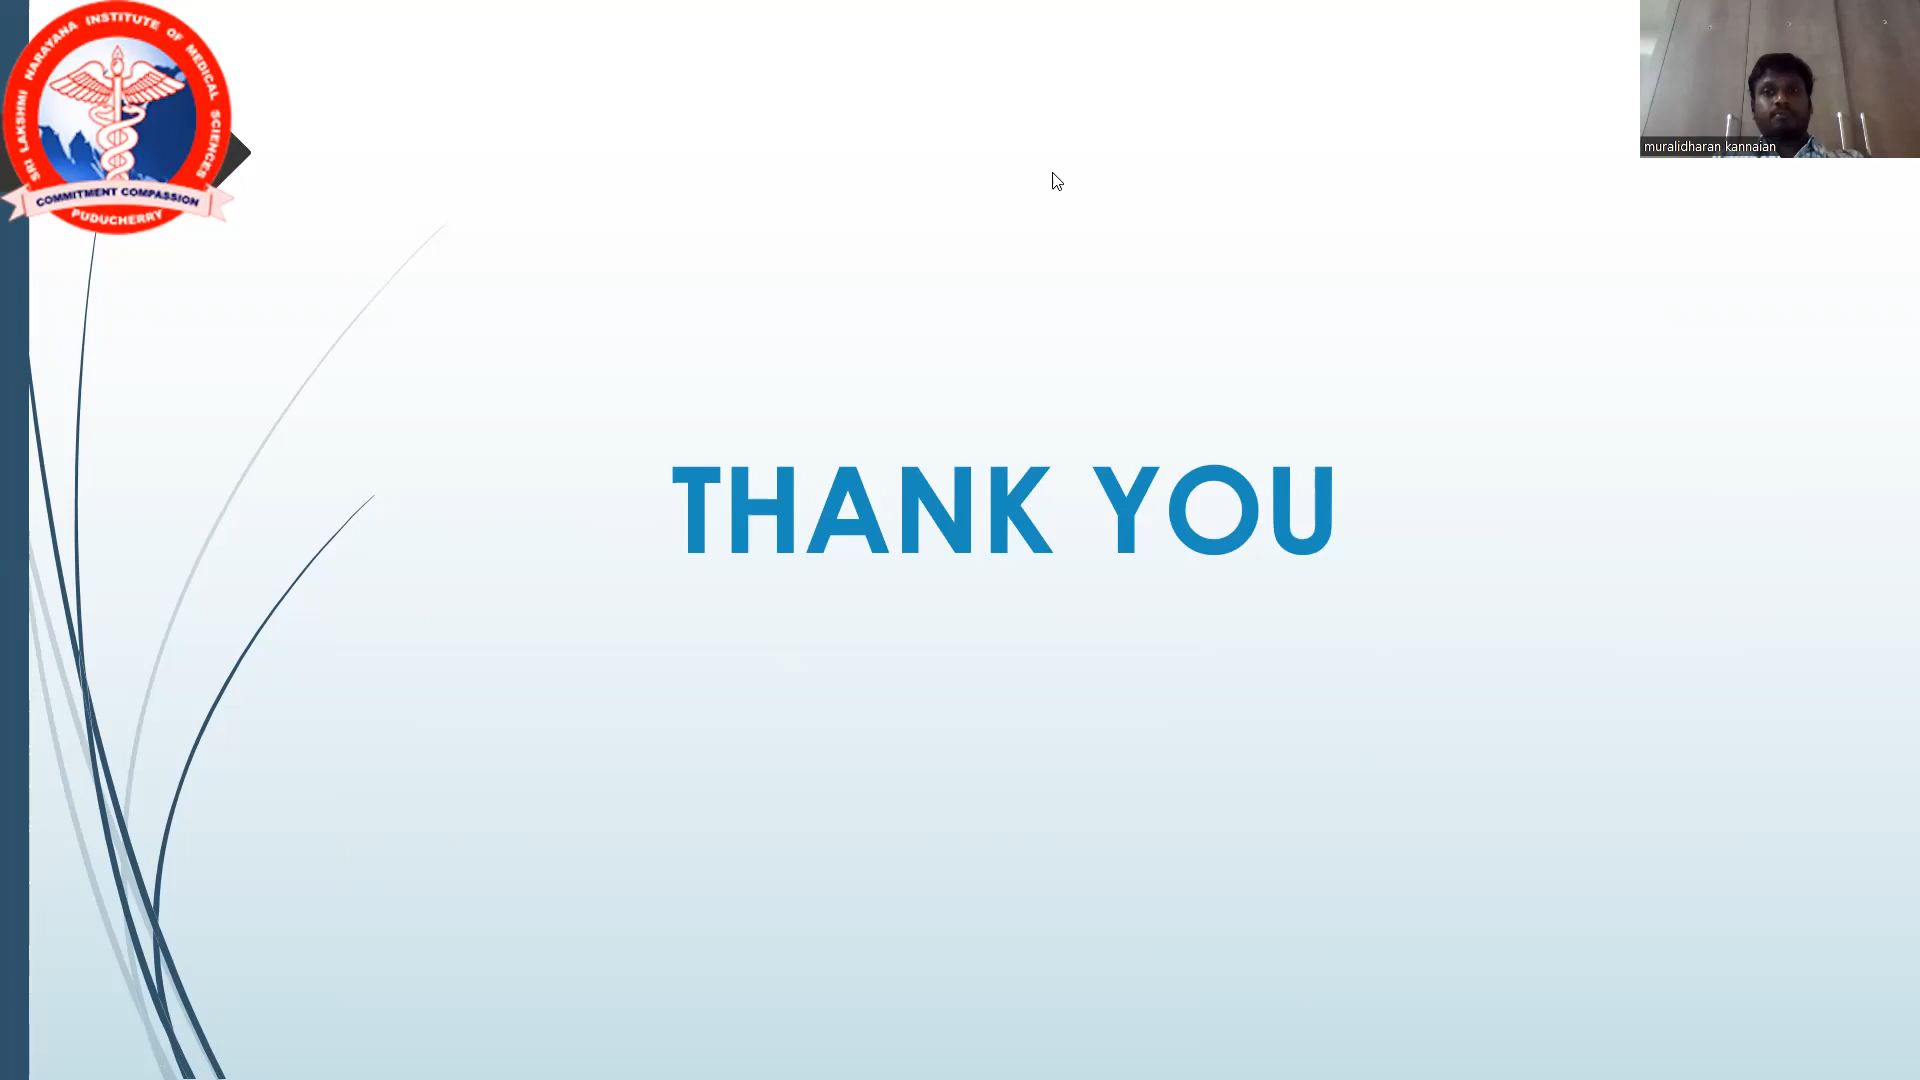 SRI LAKSHMI NARAYANA INSTITUTE OF MEDICAL SCIENCES
COMMITMENT COMPASSION
PUDUCHERRY
muralidharan kannaian
THANK YOU